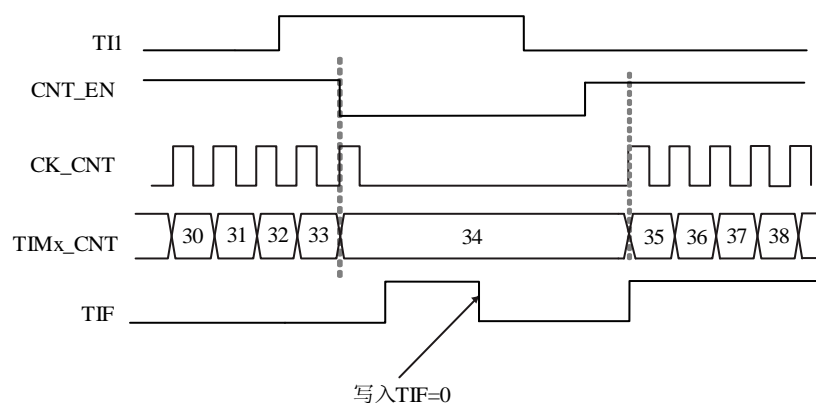 TI1
CNT_EN
CK_CNT
TIMx_CNT 30 31 32 33 34 35 36 37 38
TIF
写入TIF=0